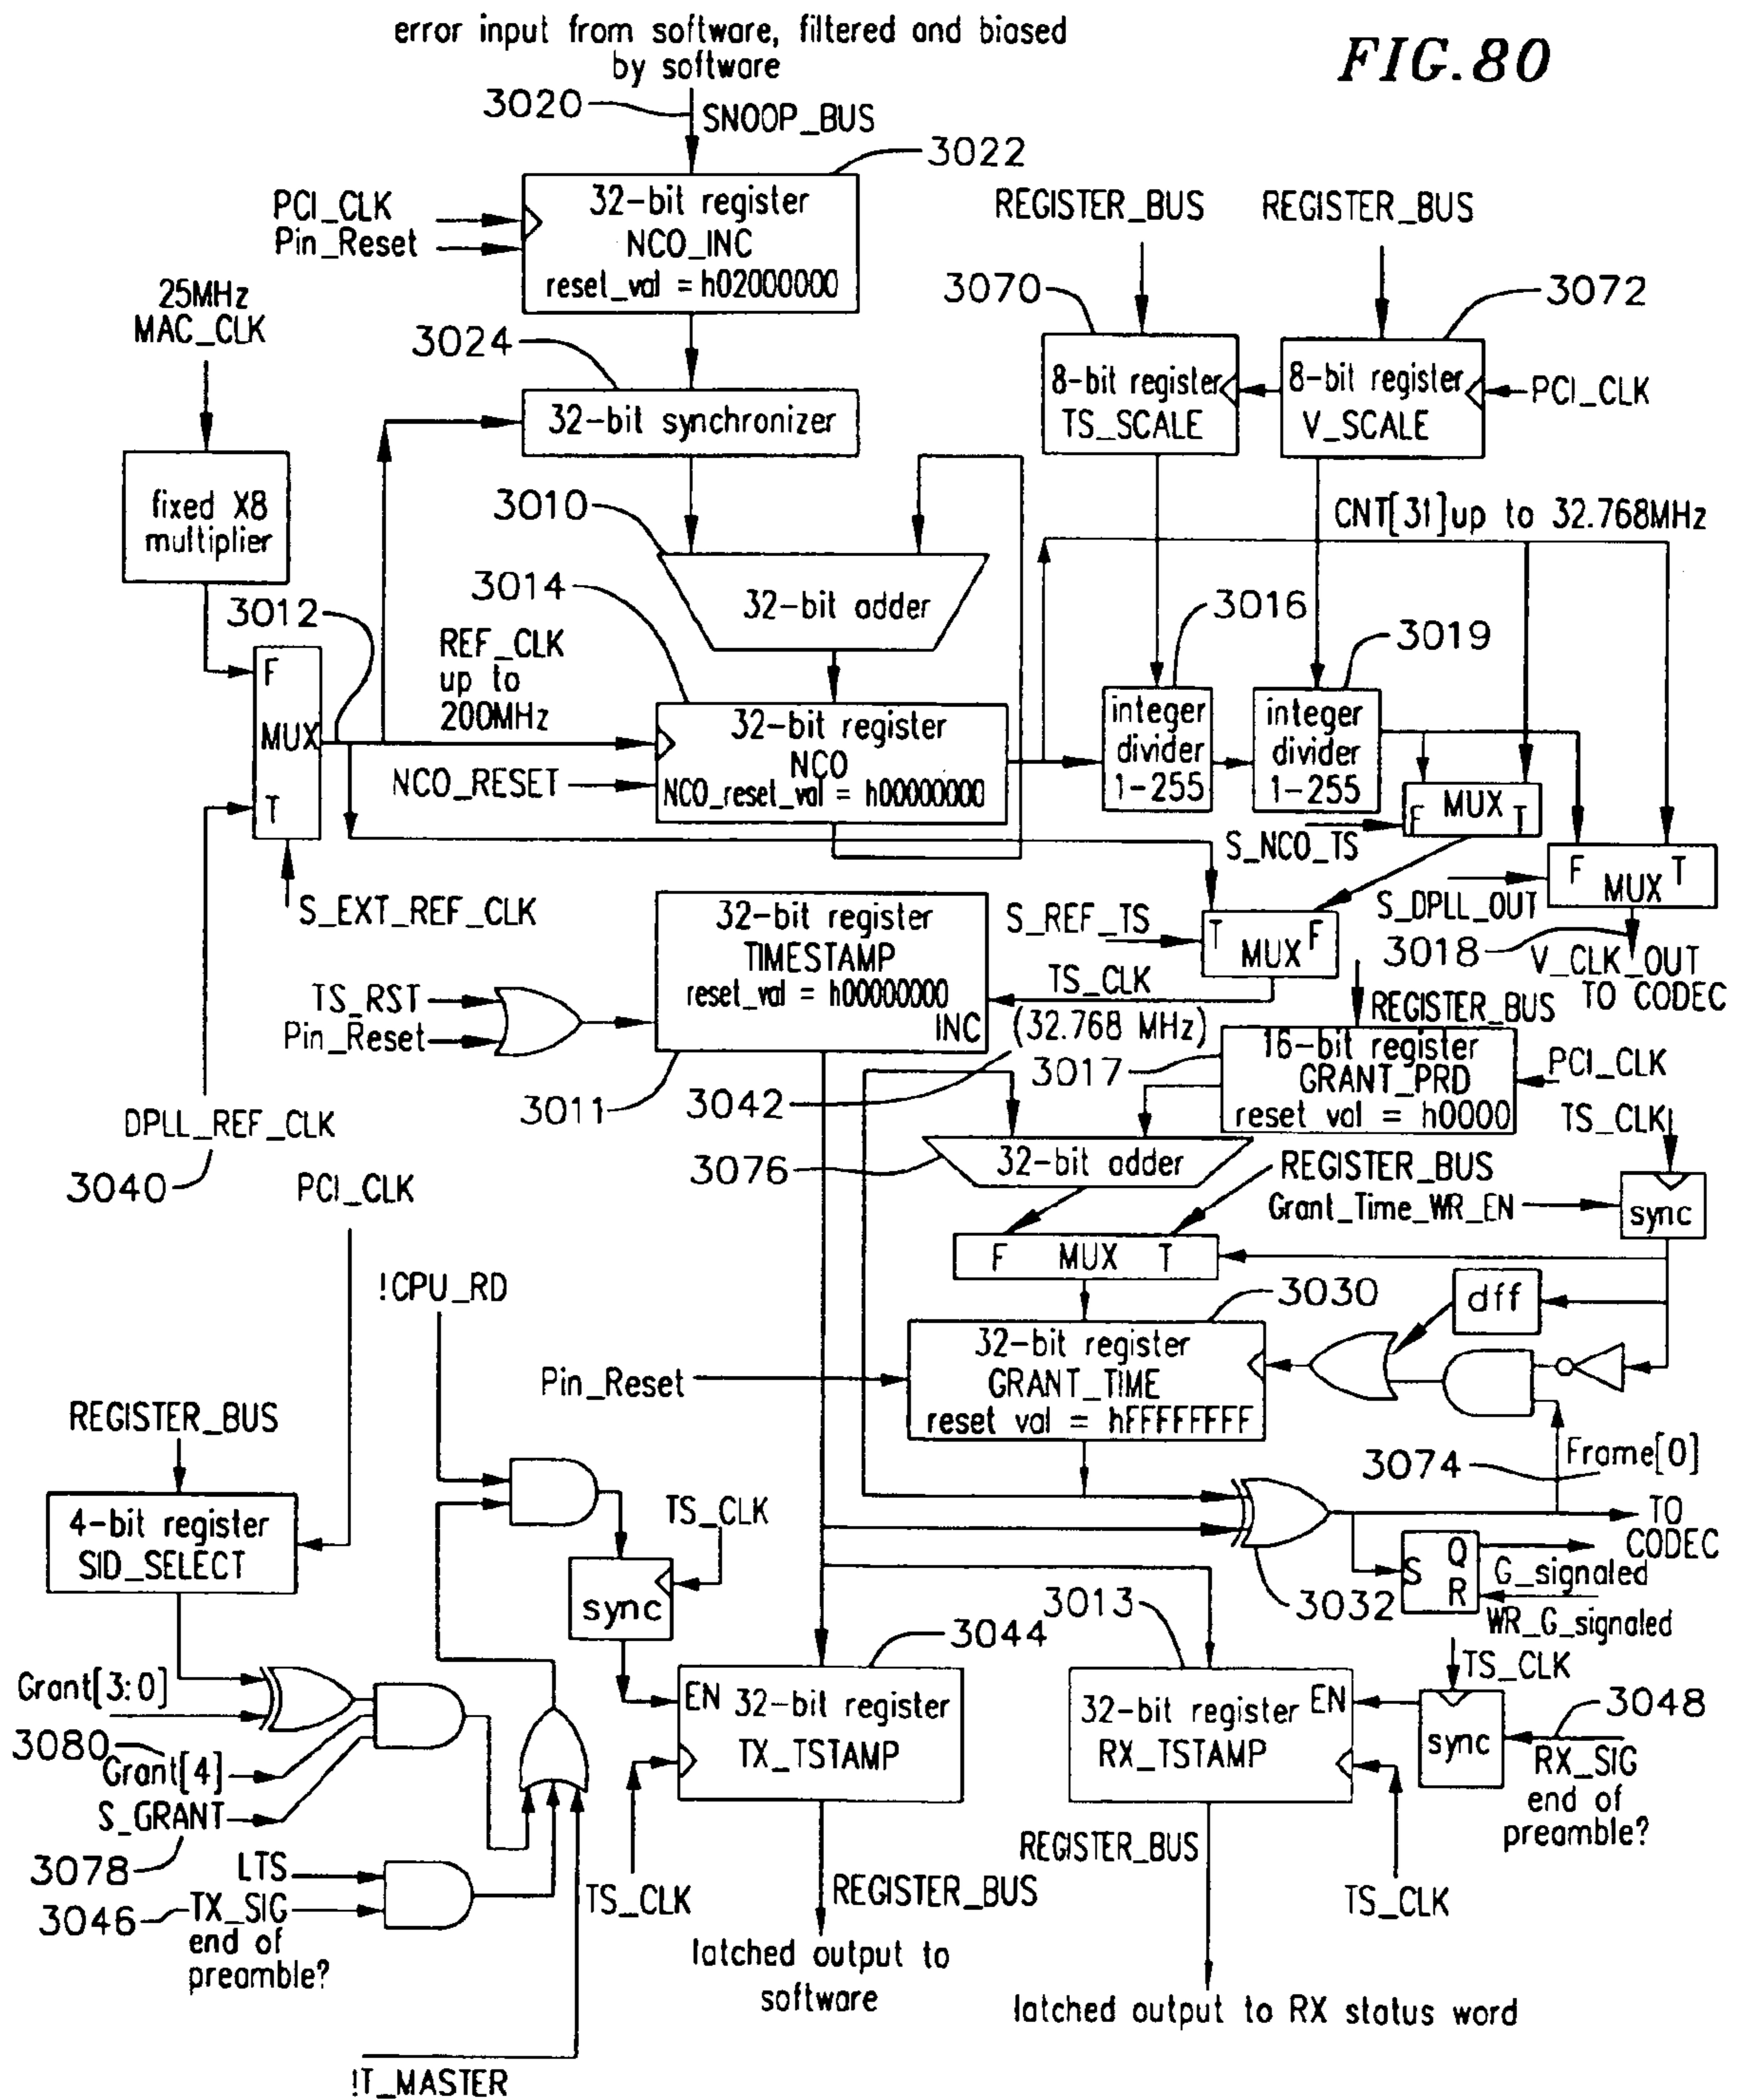 error input from software, filtered and biased
by software
FIG.80
3020
SNOOP_BUS
3022
32-bit register
NCO_INC
reset_val = h02000000
PCI_CLK
Pin_Reset
REGISTER_BUS
REGISTER_BUS
3070
3072
25MHz
MAC_CLK
3024
32-bit synchronizer
8-bit register
TS_SCALE
8-bit register
V_SCALE
PCI_CLK
fixed X8
multiplier
3010
32-bit adder
CNT[31]up to 32.768MHz
3012
3014
REF_CLK
up to
200MHz
3016
3019
F
MUX
T
32-bit register
NCO
NCO_reset_val = h00000000
NCO_RESET
integer
divider
1-255
integer
divider
1-255
F MUX T
S_NCO_TS
F MUX T
S_DPLL_OUT
3018
V_CLK_OUT
TO CODEC
S_EXT_REF_CLK
32-bit register
TIMESTAMP
reset_val = h00000000
INC
S_REF_TS
T MUX F
TS_CLK
(32.768 MHz)
TS_RST
Pin_Reset
REGISTER_BUS
3017
16-bit register
GRANT_PRD
reset val = h0000
PCI_CLK
3011
3042
DPLL_REF_CLK
3040
PCI_CLK
3076
32-bit adder
REGISTER_BUS
TS_CLK
Grant_Time_WR_EN
sync
F MUX T
!CPU_RD
3030
dff
32-bit register
GRANT_TIME
reset val = hFFFFFFFF
Pin_Reset
REGISTER_BUS
4-bit register
SID_SELECT
3074
Frame[0]
TO
CODEC
TS_CLK
sync
S Q
R
G_signaled
WR_G_signaled
3032
3044
3013
TS_CLK
Grant[3:0]
3080
Grant[4]
S_GRANT
3078
EN 32-bit register
TX_TSTAMP
32-bit register EN
RX_TSTAMP
sync
3048
RX_SIG
end of
preamble?
LTS
3046
TX_SIG
end of
preamble?
TS_CLK
REGISTER_BUS
REGISTER_BUS
TS_CLK
latched output to
software
latched output to RX status word
!T_MASTER